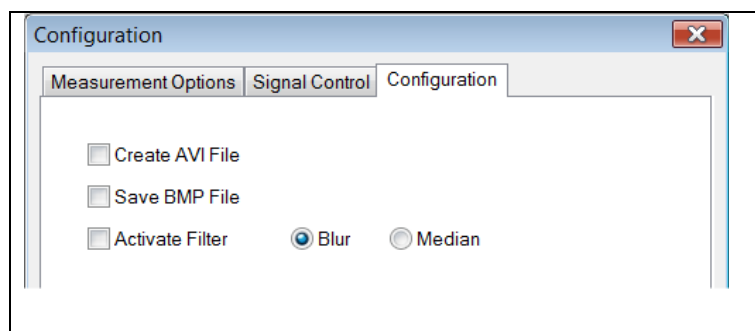 Configuration
Measurement Options Signal Control Configuration
Create AVI File
Save BMP File
Activate Filter Blur Median